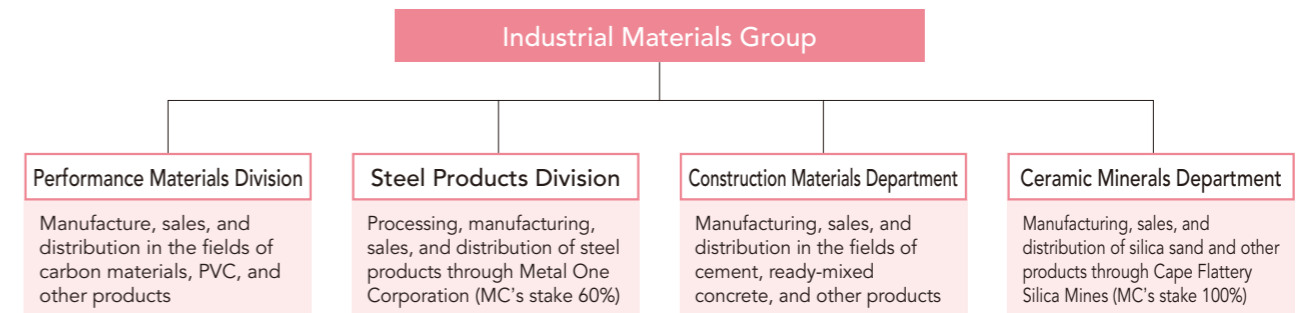 Industrial Materials Group
Performance Materials Division
Manufacture, sales, and
distribution in the fields of
carbon materials, PVC, and
other products
Steel Products Division
Processing, manufacturing,
sales, and distribution of steel
products through Metal One
Corporation (MC’s stake 60%)
Construction Materials Department
Manufacturing, sales, and
distribution in the fields of
cement, ready-mixed
concrete, and other products
Ceramic Minerals Department
Manufacturing, sales, and
distribution of silica sand and other
products through Cape Flattery
Silica Mines (MC’s stake 100%)